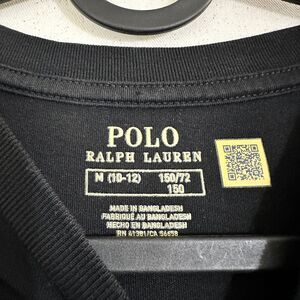 POLO
RALPH LAUREN
M (10-12) 150/72
150
MADE IN BANGLADESH
FABRIQUÉ AU BANGLADESH
HECHO EN BANGLADESH
RN 41381/CA 56658